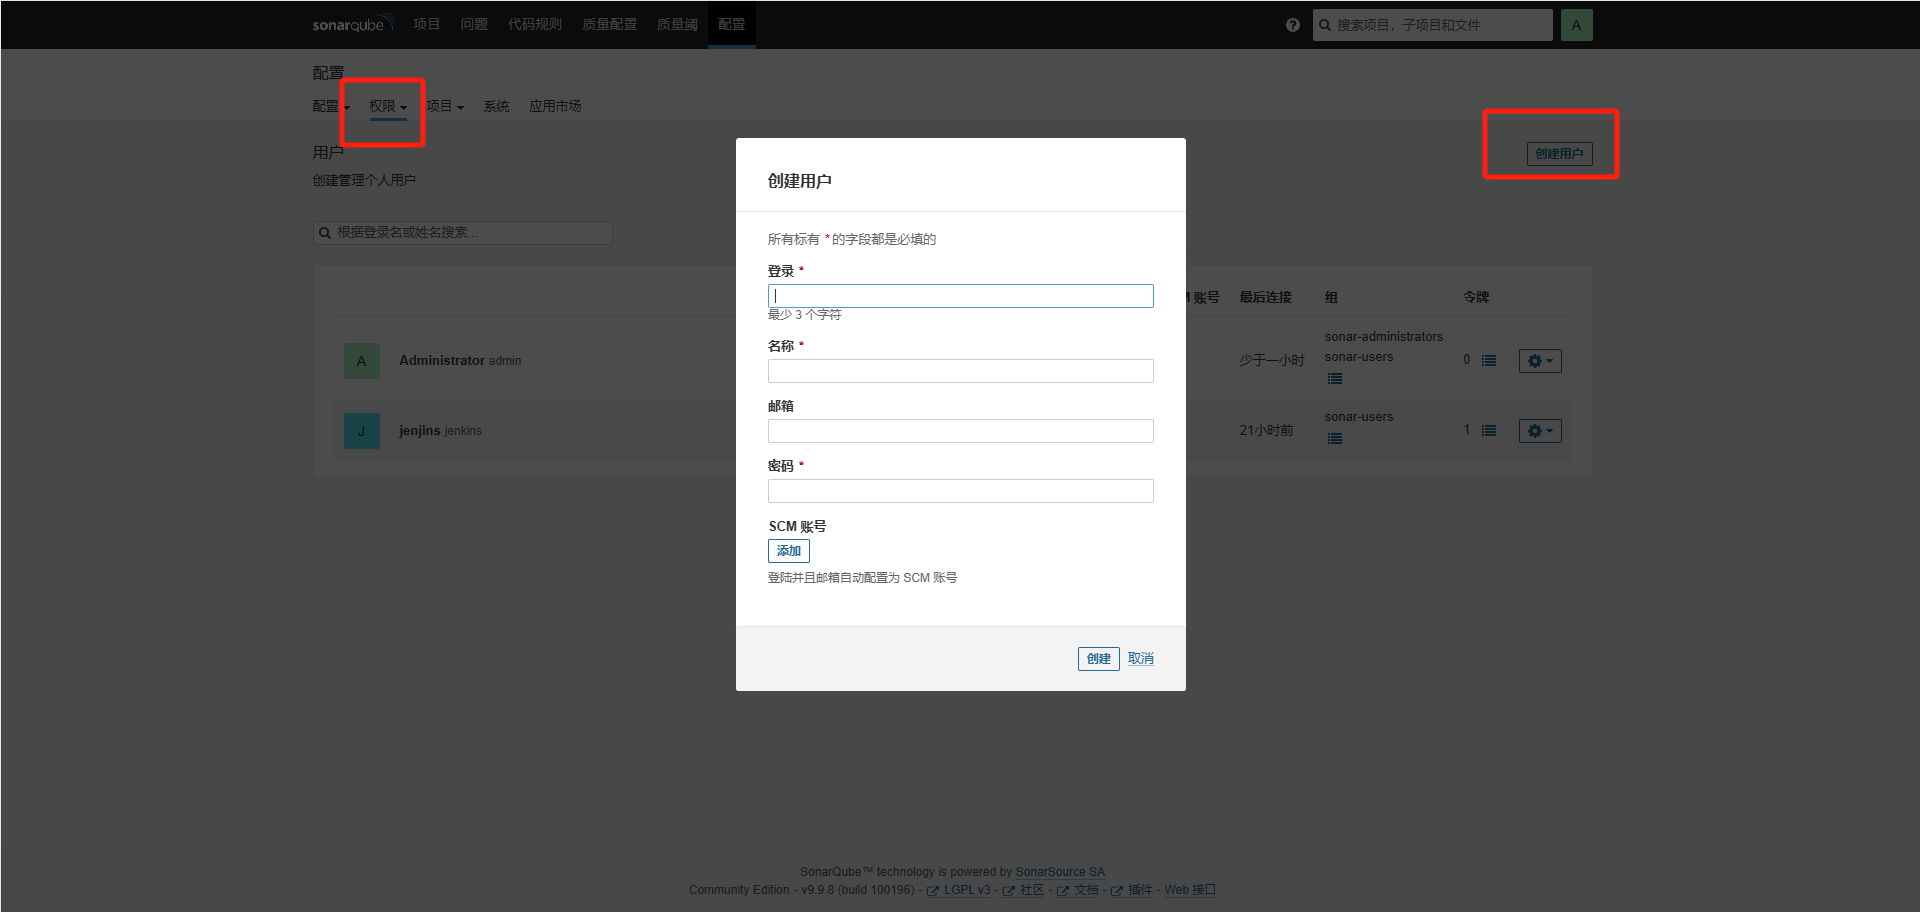 sonarqube 项目 问题 代码规则 质量配置 质量阈 配置 搜索项目，子项目和文件 A
配置
配置 权限 项目 系统 应用市场
用户 创建用户
创建管理个人用户
根据登录名或姓名搜索...
账号 最后连接 组 令牌
A Administrator admin 少于一小时 sonar-administrators sonar-users 0
J jenjins jenkins 21小时前 sonar-users 1
创建用户
所有标有 * 的字段都是必填的
登录 *
最少 3 个字符
名称 *
邮箱
密码 *
SCM 账号
添加
登陆并且邮箱自动配置为 SCM 账号
创建 取消
SonarQube™ technology is powered by SonarSource SA
Community Edition - v9.9.8 (build 100196) - LGPL v3 - 社区 - 文档 - 插件 - Web 接口